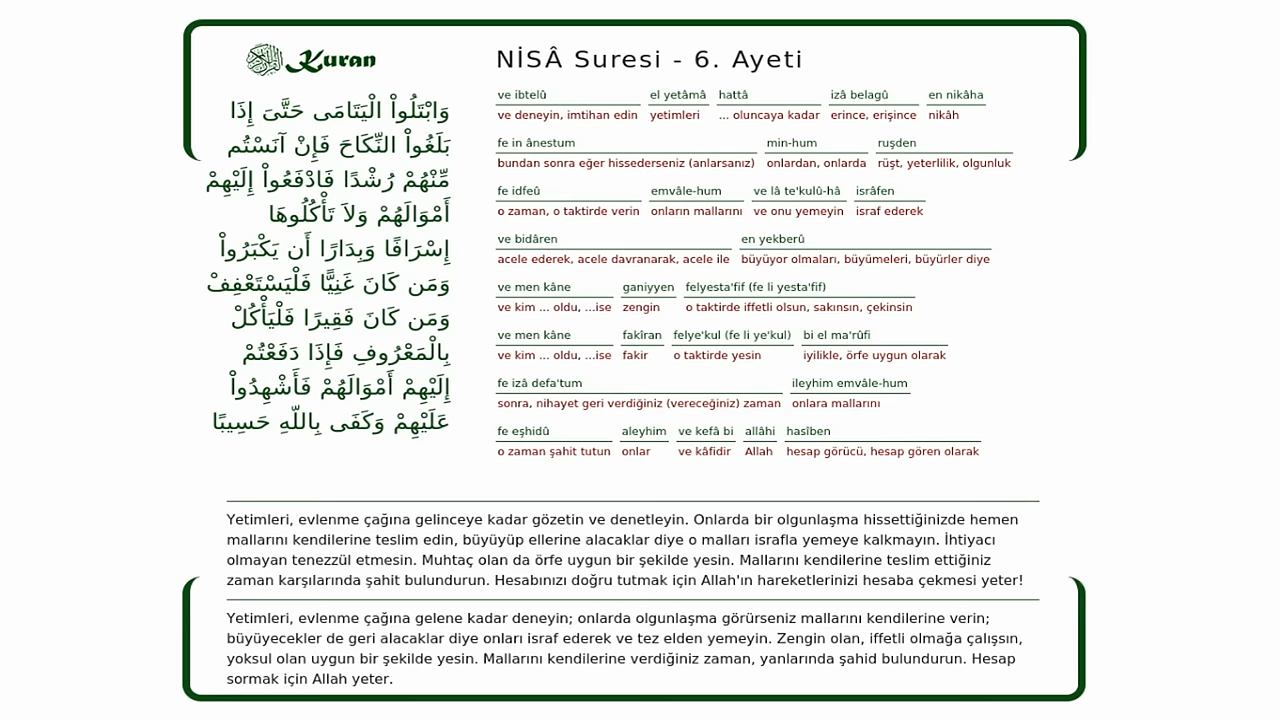 Kuran
NİSÂ Suresi - 6. Ayeti
وَابْتَلُواْ الْيَتَامَى حَتَّىَ إِذَا
بَلَغُواْ النِّكَاحَ فَإِنْ آنَسْتُم
مِّنْهُمْ رُشْدًا فَادْفَعُواْ إِلَيْهِمْ
أَمْوَالَهُمْ وَلاَ تَأْكُلُوهَا
إِسْرَافًا وَبِدَارًا أَن يَكْبَرُواْ
وَمَن كَانَ غَنِيًّا فَلْيَسْتَعْفِفْ
وَمَن كَانَ فَقِيرًا فَلْيَأْكُلْ
بِالْمَعْرُوفِ فَإِذَا دَفَعْتُمْ
إِلَيْهِمْ أَمْوَالَهُمْ فَأَشْهِدُواْ
عَلَيْهِمْ وَكَفَى بِاللّهِ حَسِيبًا
ve ibtelû el yetâmâ hattâ izâ belagû en nikâha
ve deneyin, imtihan edin yetimleri ... oluncaya kadar erince, erişince nikâh
fe in ânestum min-hum ruşden
bundan sonra eğer hissederseniz (anlarsanız) onlardan, onlarda rüşt, yeterlilik, olgunluk
fe idfeû emvâle-hum ve lâ te'kulû-hâ isrâfen
o zaman, o taktirde verin onların mallarını ve onu yemeyin israf ederek
ve bidâren en yekberû
acele ederek, acele davranarak, acele ile büyüyor olmaları, büyümeleri, büyürler diye
ve men kâne ganiyyen felyesta'fif (fe li yesta'fif)
ve kim ... oldu, ...ise zengin o taktirde iffetli olsun, sakınsın, çekinsin
ve men kâne fakîran felye'kul (fe li ye'kul) bi el ma'rûfi
ve kim ... oldu, ...ise fakir o taktirde yesin iyilikle, örfe uygun olarak
fe izâ defa'tum ileyhim emvâle-hum
sonra, nihayet geri verdiğiniz (vereceğiniz) zaman onlara mallarını
fe eşhidû aleyhim ve kefâ bi allâhi hasîben
o zaman şahit tutun onlar ve kâfidir Allah hesap görücü, hesap gören olarak
Yetimleri, evlenme çağına gelinceye kadar gözetin ve denetleyin. Onlarda bir olgunlaşma hissettiğinizde hemen
mallarını kendilerine teslim edin, büyüyüp ellerine alacaklar diye o malları israfla yemeye kalkmayın. İhtiyacı
olmayan tenezzül etmesin. Muhtaç olan da örfe uygun bir şekilde yesin. Mallarını kendilerine teslim ettiğiniz
zaman karşılarında şahit bulundurun. Hesabınızı doğru tutmak için Allah'ın hareketlerinizi hesaba çekmesi yeter!
Yetimleri, evlenme çağına gelene kadar deneyin; onlarda olgunlaşma görürseniz mallarını kendilerine verin;
büyüyecekler de geri alacaklar diye onları israf ederek ve tez elden yemeyin. Zengin olan, iffetli olmağa çalışsın,
yoksul olan uygun bir şekilde yesin. Mallarını kendilerine verdiğiniz zaman, yanlarında şahid bulundurun. Hesap
sormak için Allah yeter.